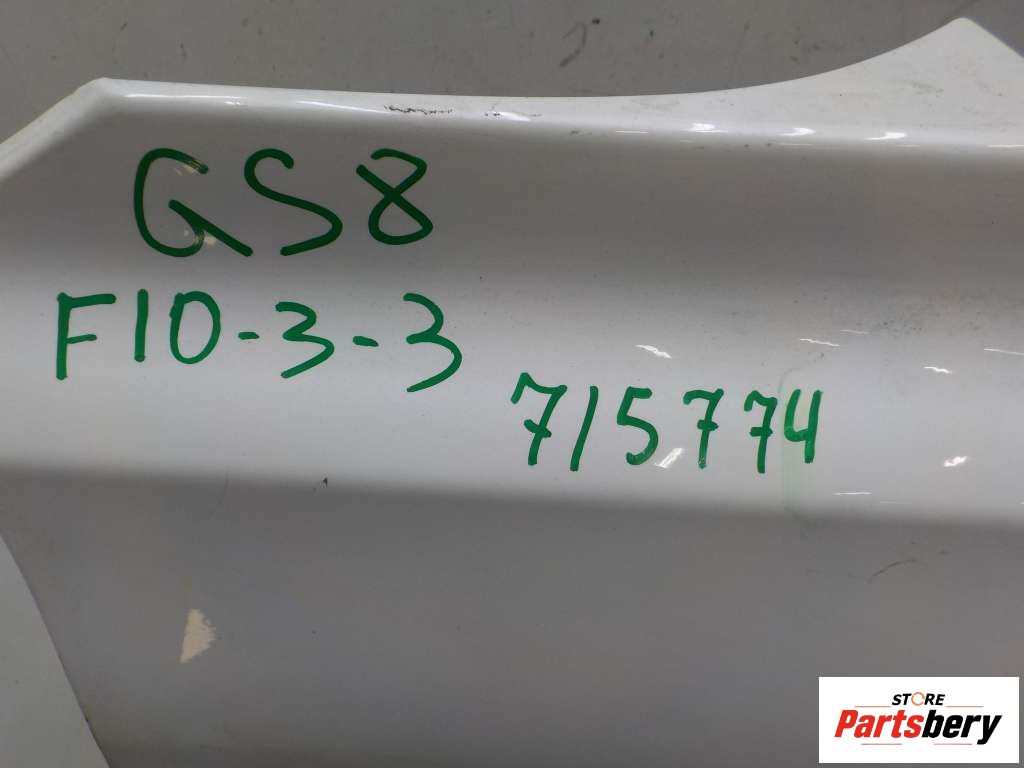 GS8
F10-3-3
715774
STORE
Partsbery